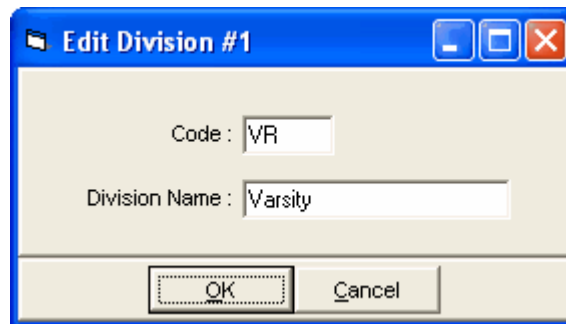 Edit Division #1
Code : VR
Division Name : Varsity
OK Cancel